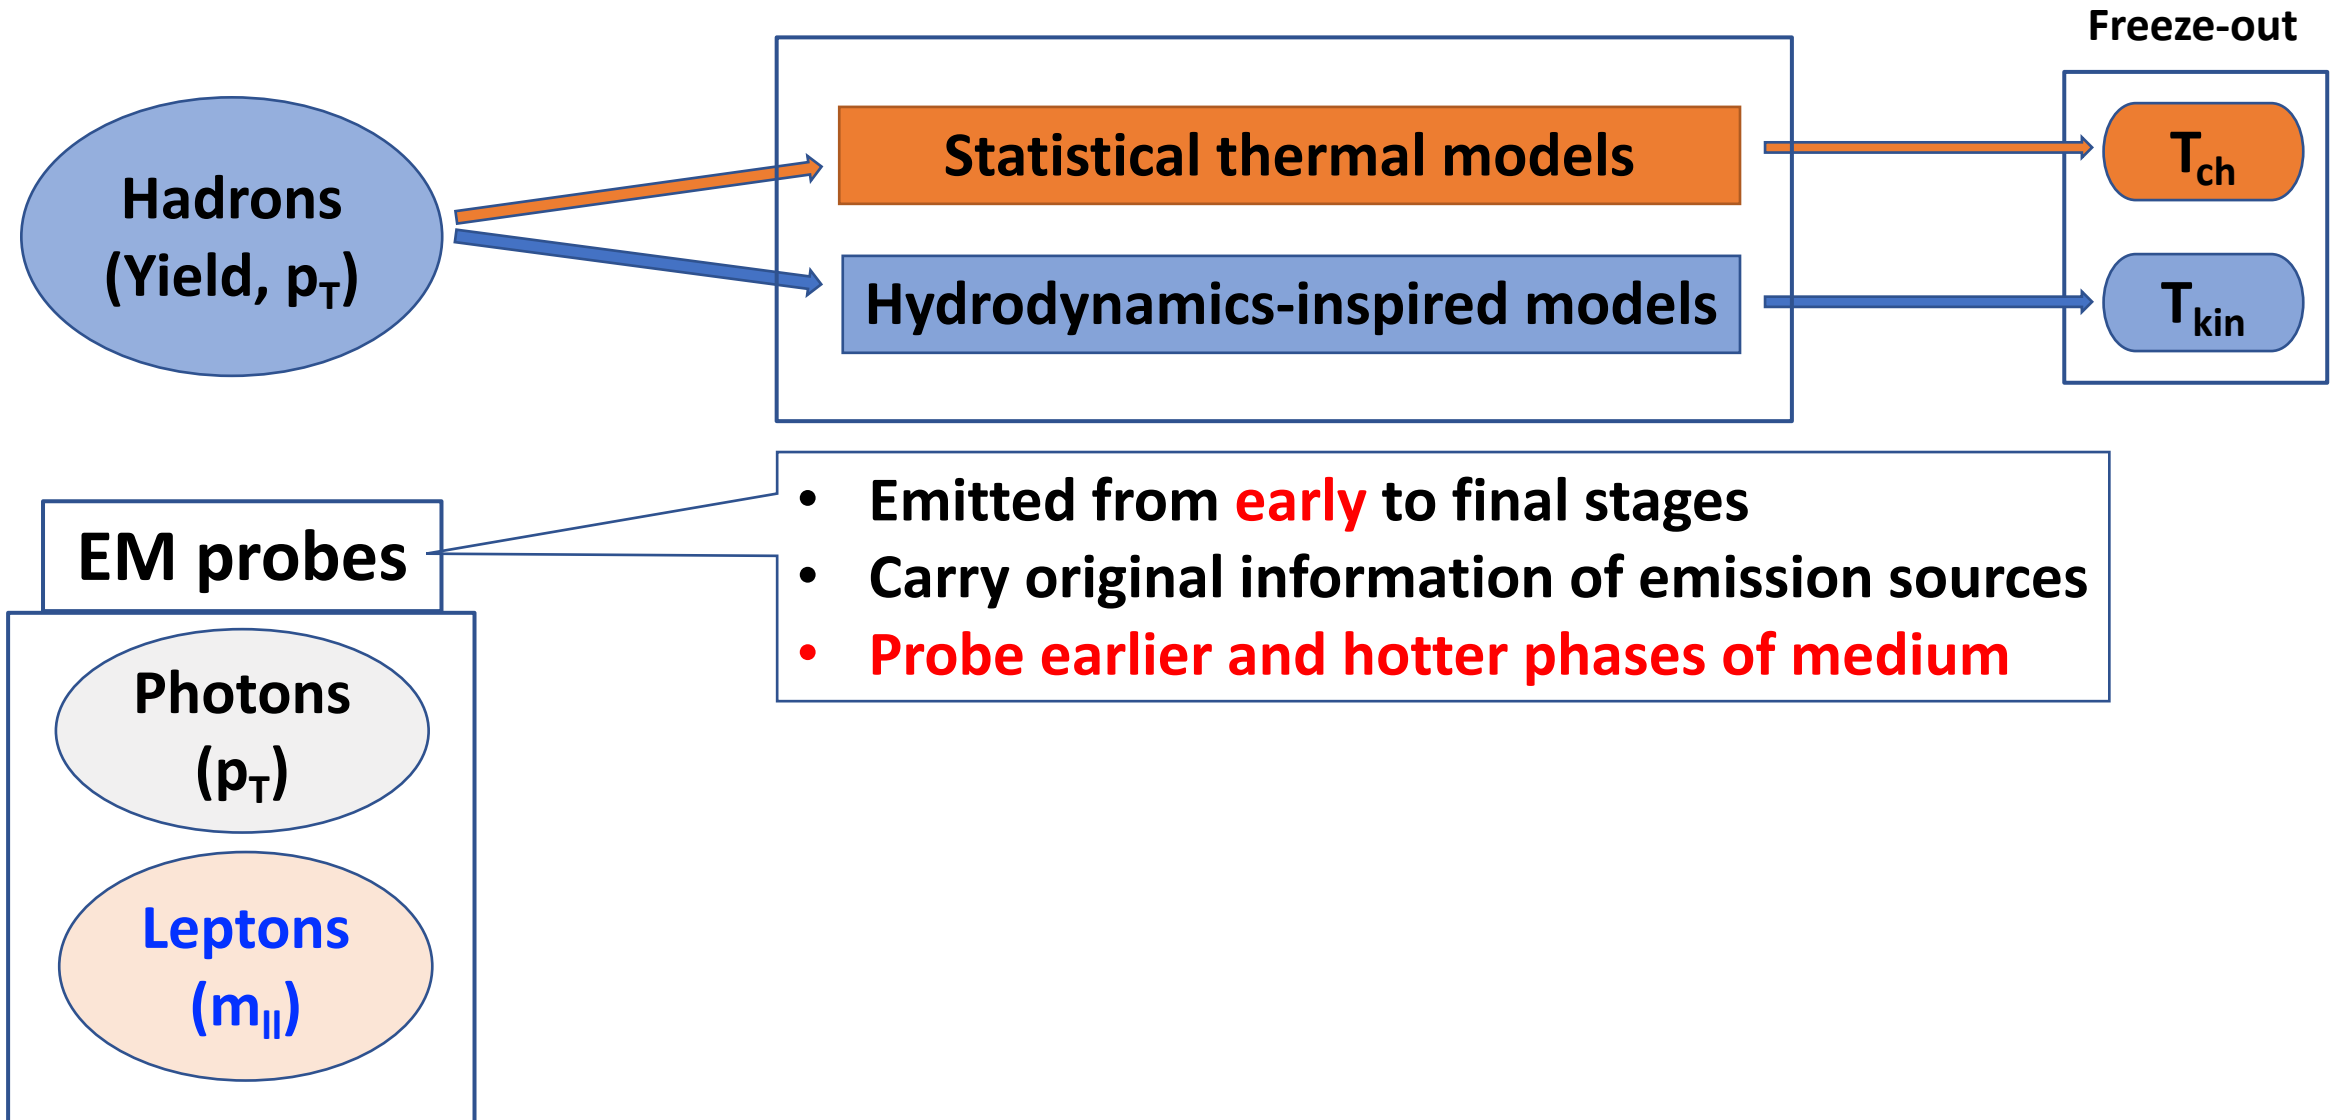 Freeze-out
Hadrons
(Yield, pT)
Statistical thermal models
Hydrodynamics-inspired models
Tch
Tkin
EM probes
• Emitted from early to final stages
• Carry original information of emission sources
• Probe earlier and hotter phases of medium
Photons
(pT)
Leptons
(mll)